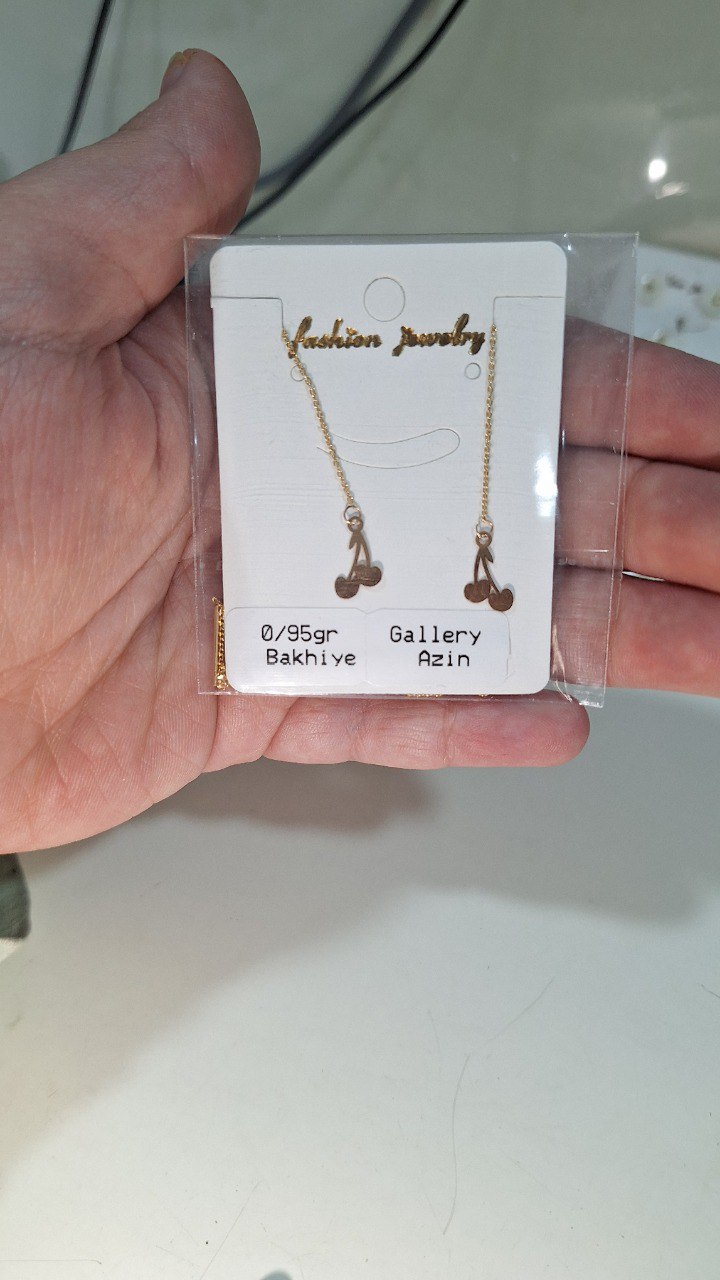 fashion jewelry
0/95gr
Bakhiye
Gallery
Azin